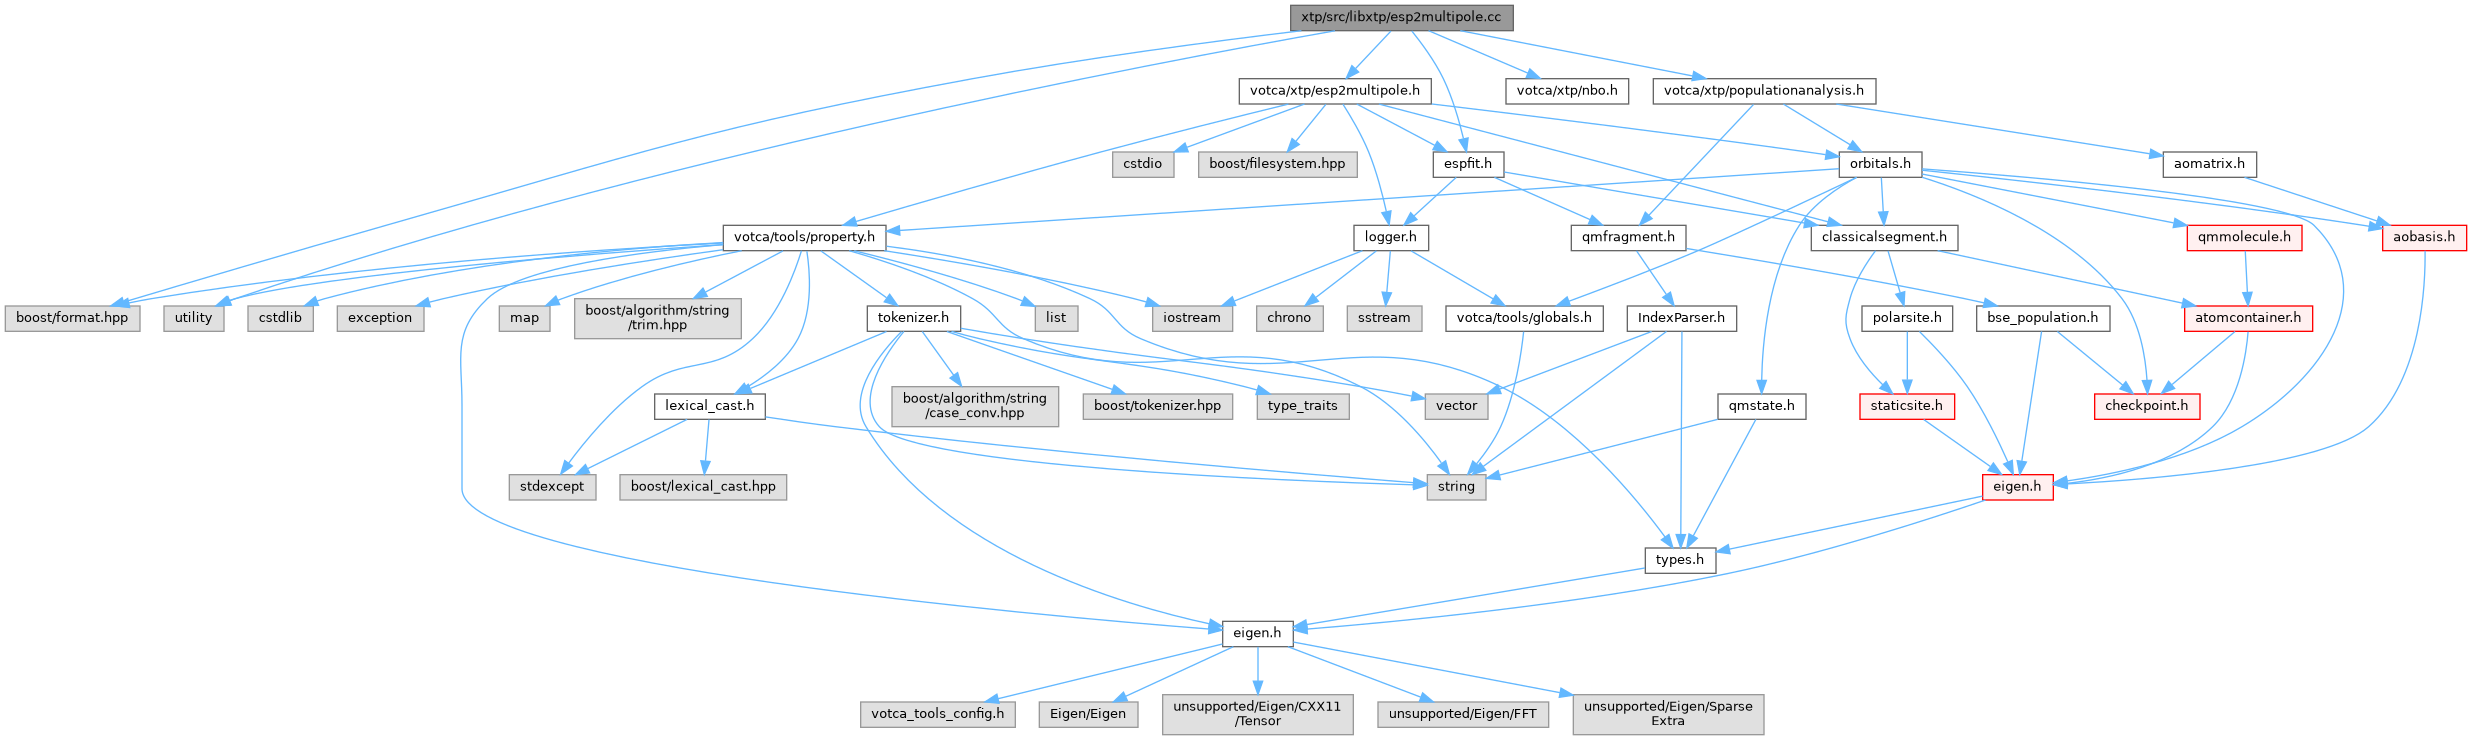 xtp/src/libxtp/esp2multipole.cc
votca/xtp/esp2multipole.h
votca/xtp/nbo.h
votca/xtp/populationanalysis.h
cstdio
boost/filesystem.hpp
espfit.h
orbitals.h
aomatrix.h
votca/tools/property.h
logger.h
qmfragment.h
classicalsegment.h
qmmolecule.h
aobasis.h
boost/format.hpp
utility
cstdlib
exception
map
boost/algorithm/string
/trim.hpp
tokenizer.h
list
iostream
chrono
sstream
votca/tools/globals.h
IndexParser.h
polarsite.h
bse_population.h
atomcontainer.h
lexical_cast.h
boost/algorithm/string
/case_conv.hpp
boost/tokenizer.hpp
type_traits
vector
qmstate.h
staticsite.h
checkpoint.h
stdexcept
boost/lexical_cast.hpp
string
eigen.h
types.h
eigen.h
votca_tools_config.h
Eigen/Eigen
unsupported/Eigen/CXX11
/Tensor
unsupported/Eigen/FFT
unsupported/Eigen/Sparse
Extra